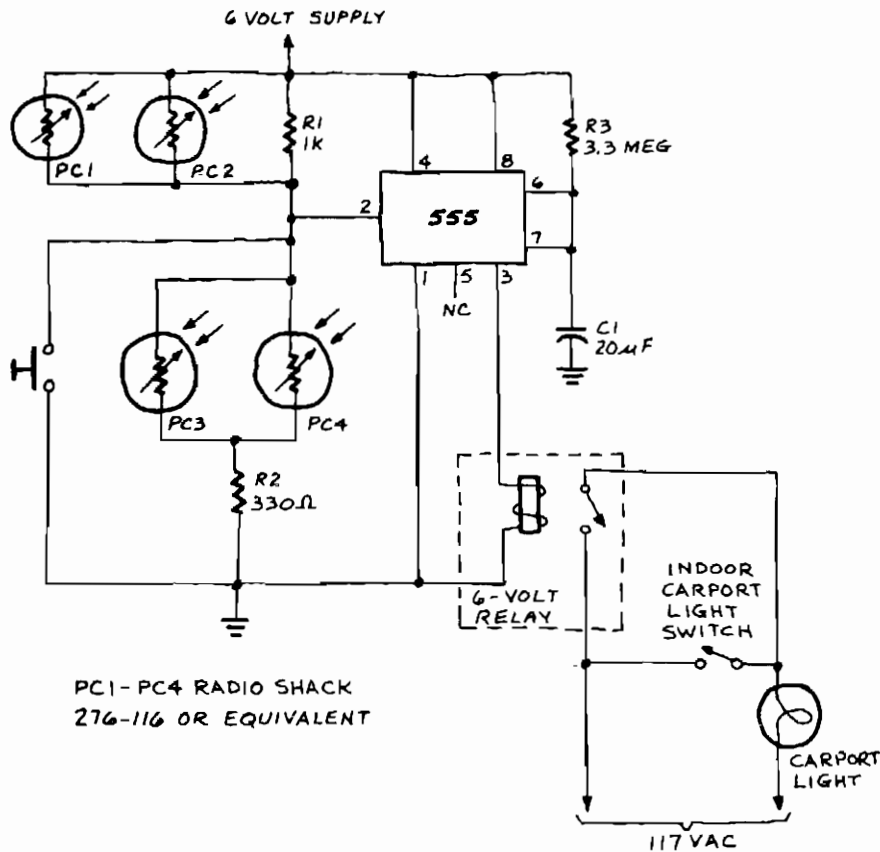 6 VOLT SUPPLY
PC1
PC2
R1
1K
R3
3.3 MEG
4
8
6
2
555
7
1
5
3
NC
C1
20µF
PC3
PC4
R2
330Ω
6-VOLT
RELAY
INDOOR
CARPORT
LIGHT
SWITCH
PC1-PC4 RADIO SHACK
276-116 OR EQUIVALENT
CARPORT
LIGHT
117 VAC